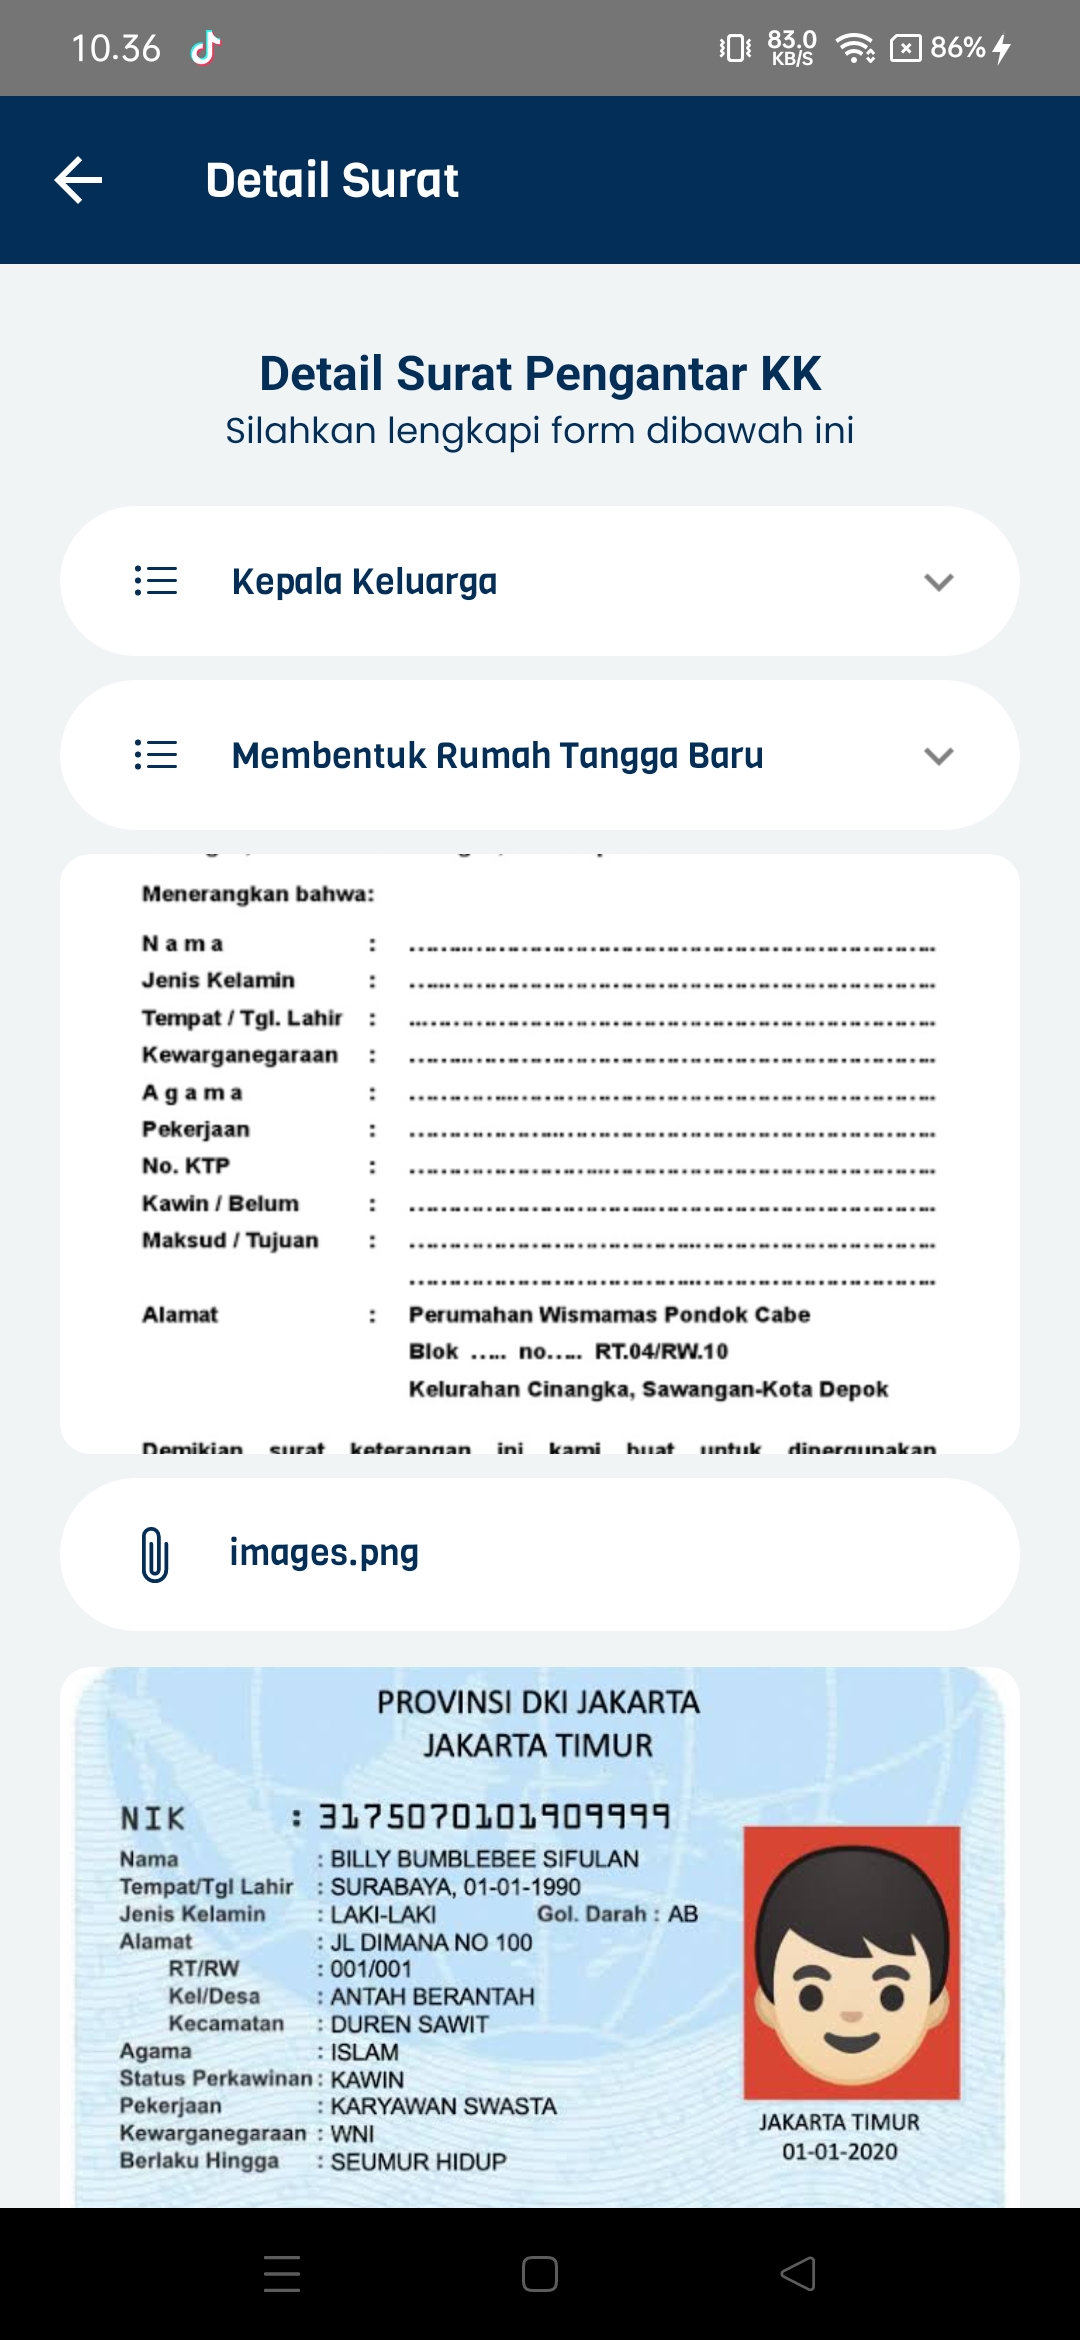 10.36
83.0
KB/S
86%
Detail Surat
Detail Surat Pengantar KK
Silahkan lengkapi form dibawah ini
Kepala Keluarga
Membentuk Rumah Tangga Baru
Menerangkan bahwa:
N a m a : ........................................
Jenis Kelamin : ........................................
Tempat / Tgl. Lahir : ........................................
Kewarganegaraan : ........................................
A g a m a : ........................................
Pekerjaan : ........................................
No. KTP : ........................................
Kawin / Belum : ........................................
Maksud / Tujuan : ........................................
........................................
Alamat : Perumahan Wismamas Pondok Cabe
Blok ..... no..... RT.04/RW.10
Kelurahan Cinangka, Sawangan-Kota Depok
Demikian surat keterangan ini kami buat untuk dipergunakan
images.png
PROVINSI DKI JAKARTA
JAKARTA TIMUR
NIK : 3175070101909999
Nama : BILLY BUMBLEBEE SIFULAN
Tempat/Tgl Lahir : SURABAYA, 01-01-1990
Jenis Kelamin : LAKI-LAKI Gol. Darah : AB
Alamat : JL DIMANA NO 100
RT/RW : 001/001
Kel/Desa : ANTAH BERANTAH
Kecamatan : DUREN SAWIT
Agama : ISLAM
Status Perkawinan : KAWIN
Pekerjaan : KARYAWAN SWASTA
Kewarganegaraan : WNI
Berlaku Hingga : SEUMUR HIDUP
JAKARTA TIMUR
01-01-2020